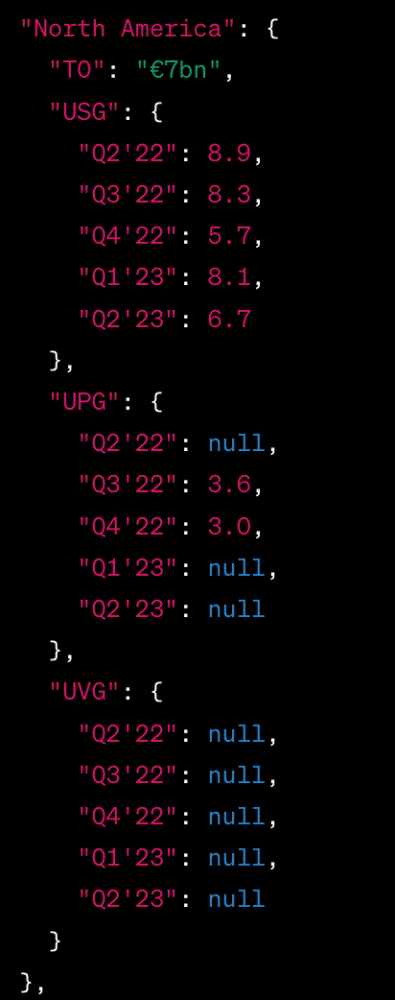 "North America": {
"TO": "€7bn",
"USG": {
"Q2'22": 8.9,
"Q3'22": 8.3,
"Q4'22": 5.7,
"Q1'23": 8.1,
"Q2'23": 6.7
},
"UPG": {
"Q2'22": null,
"Q3'22": 3.6,
"Q4'22": 3.0,
"Q1'23": null,
"Q2'23": null
},
"UVG": {
"Q2'22": null,
"Q3'22": null,
"Q4'22": null,
"Q1'23": null,
"Q2'23": null
}
},